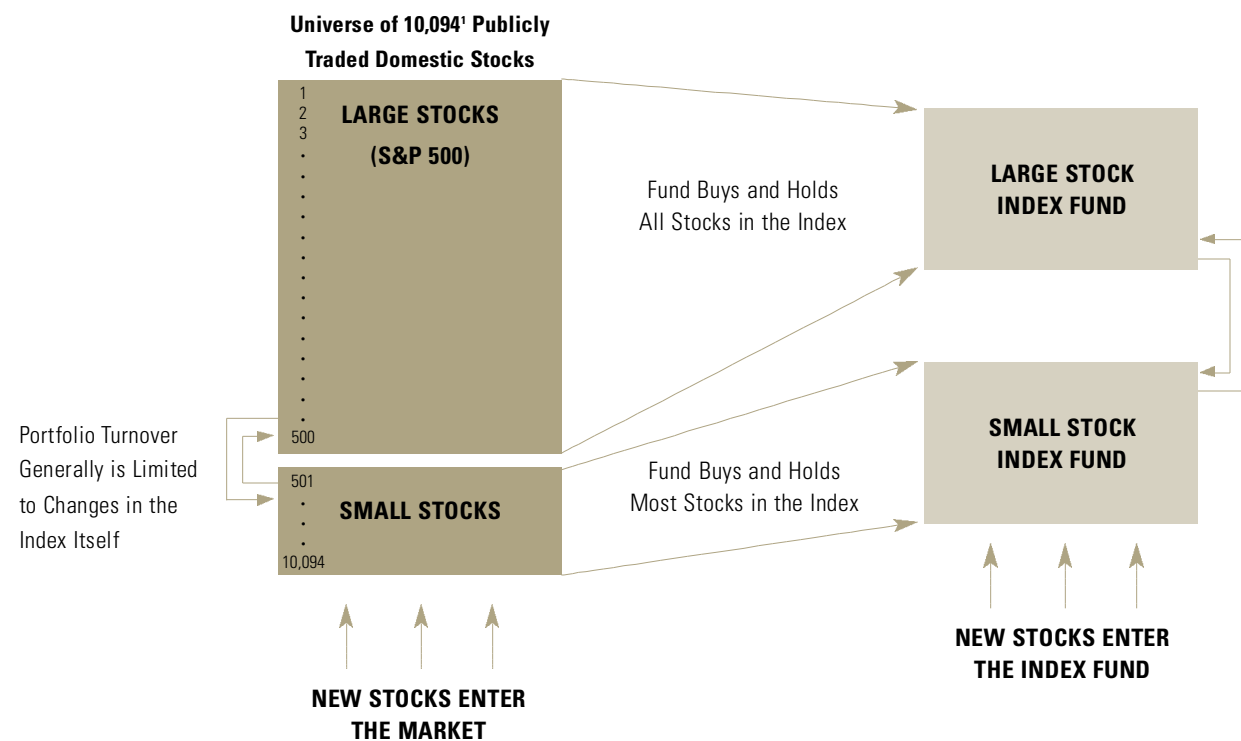 Universe of 10,094¹ Publicly
Traded Domestic Stocks
1
2
3
.
.
.
.
.
.
.
.
.
.
.
.
.
.
500
LARGE STOCKS
(S&P 500)
501
.
.
.
10,094
SMALL STOCKS
Portfolio Turnover
Generally is Limited
to Changes in the
Index Itself
Fund Buys and Holds
All Stocks in the Index
Fund Buys and Holds
Most Stocks in the Index
LARGE STOCK
INDEX FUND
SMALL STOCK
INDEX FUND
NEW STOCKS ENTER
THE MARKET
NEW STOCKS ENTER
THE INDEX FUND